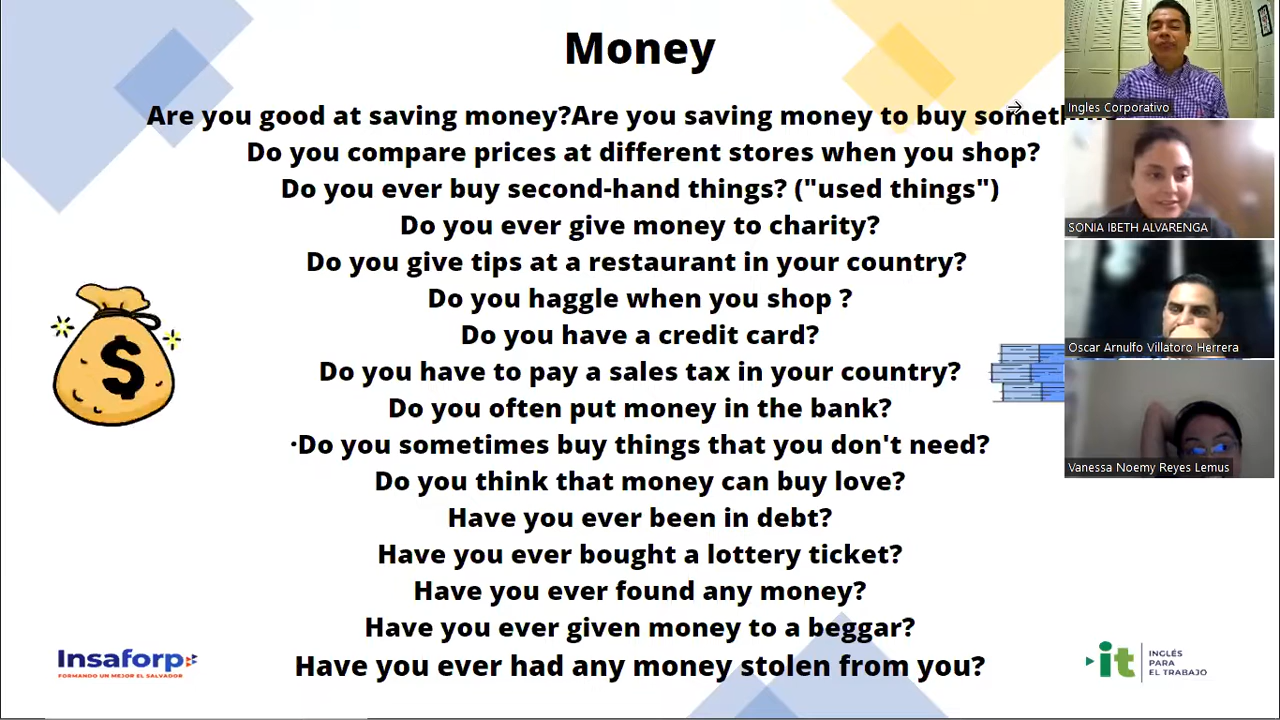 Money
Are you good at saving money?Are you saving money to buy
Do you compare prices at different stores when you shop?
Do you ever buy second-hand things? ("used things")
Do you ever give money to charity?
Do you give tips at a restaurant in your country?
Do you haggle when you shop ?
Do you have a credit card?
Do you have to pay a sales tax in your country?
Do you often put money in the bank?
·Do you sometimes buy things that you don't need?
Do you think that money can buy love?
Have you ever been in debt?
Have you ever bought a lottery ticket?
Have you ever found any money?
Have you ever given money to a beggar?
Have you ever had any money stolen from you?
$
Insaforp
FORMANDO UN MEJOR EL SALVADOR
it
INGLÉS
PARA
EL TRABAJO
Ingles Corporativo
SONIA IBETH ALVARENGA
Oscar Arnulfo Villatoro Herrera
Vanessa Noemy Reyes Lemus